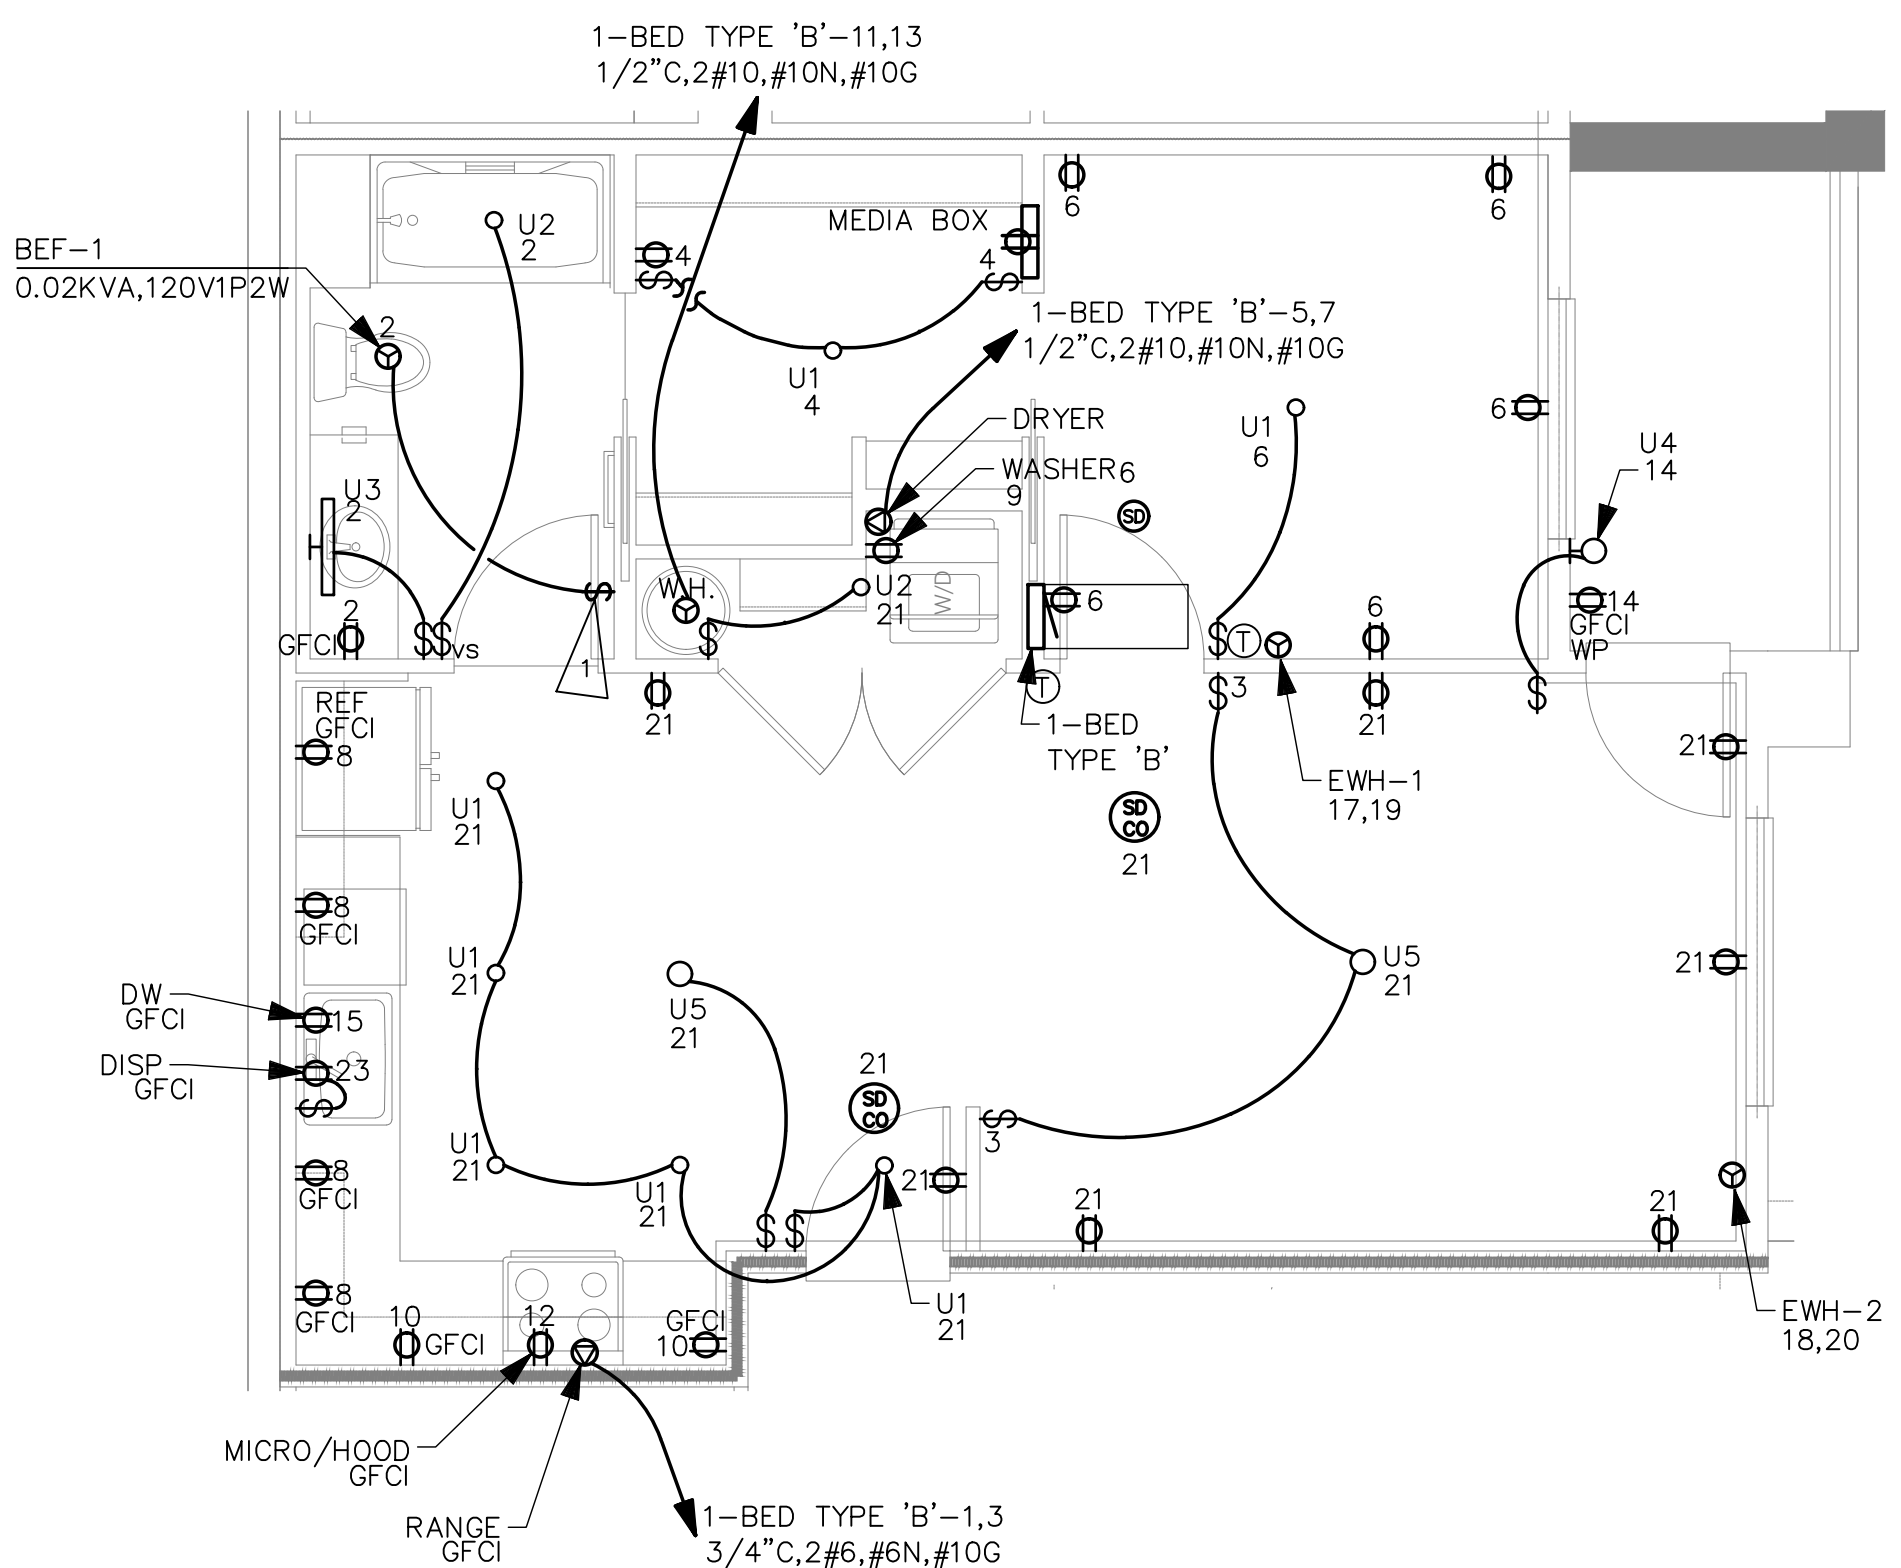 1-BED TYPE 'B'-11,13
1/2"C,2#10,#10N,#10G
BEF-1
0.02KVA,120V1P2W
2
U2
2
MEDIA BOX
4
4
6
6
1-BED TYPE 'B'-5,7
1/2"C,2#10,#10N,#10G
U1
4
DRYER
WASHER
9
6
SD
U1
6
6
U4
14
U3
2
2
GFCI
VS
1
W.H.
U2
21
W/D
6
T
6
14
GFCI
WP
21
T
3
21
21
1-BED
TYPE 'B'
EWH-1
17,19
REF
GFCI
8
U1
21
SD
CO
21
8
GFCI
U1
21
U5
21
U5
21
21
DW
GFCI
15
DISP
GFCI
23
21
SD
CO
3
8
GFCI
U1
21
U1
21
21
21
21
8
GFCI
10
GFCI
12
GFCI
10
U1
21
EWH-2
18,20
MICRO/HOOD
GFCI
RANGE
GFCI
1-BED TYPE 'B'-1,3
3/4"C,2#6,#6N,#10G